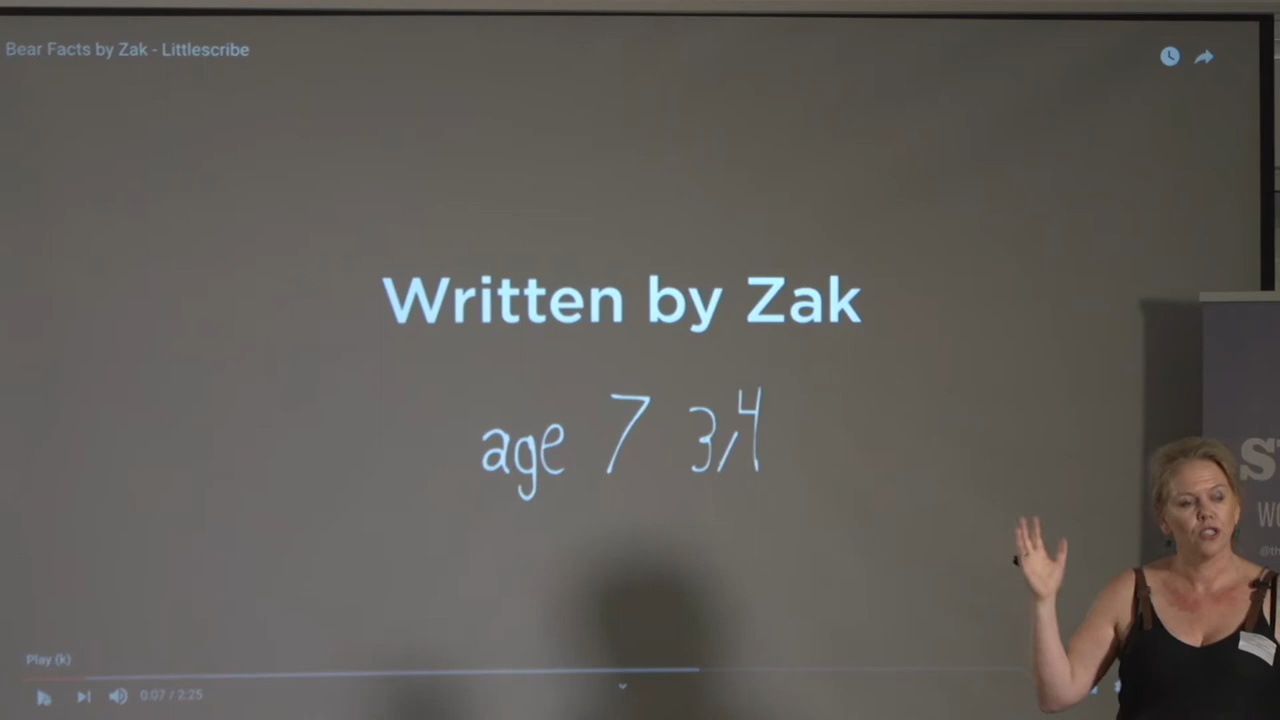 Bear Facts by Zak - Littlescribe
Written by Zak
age 7 3/4
Play (k)
0:07 / 2:25